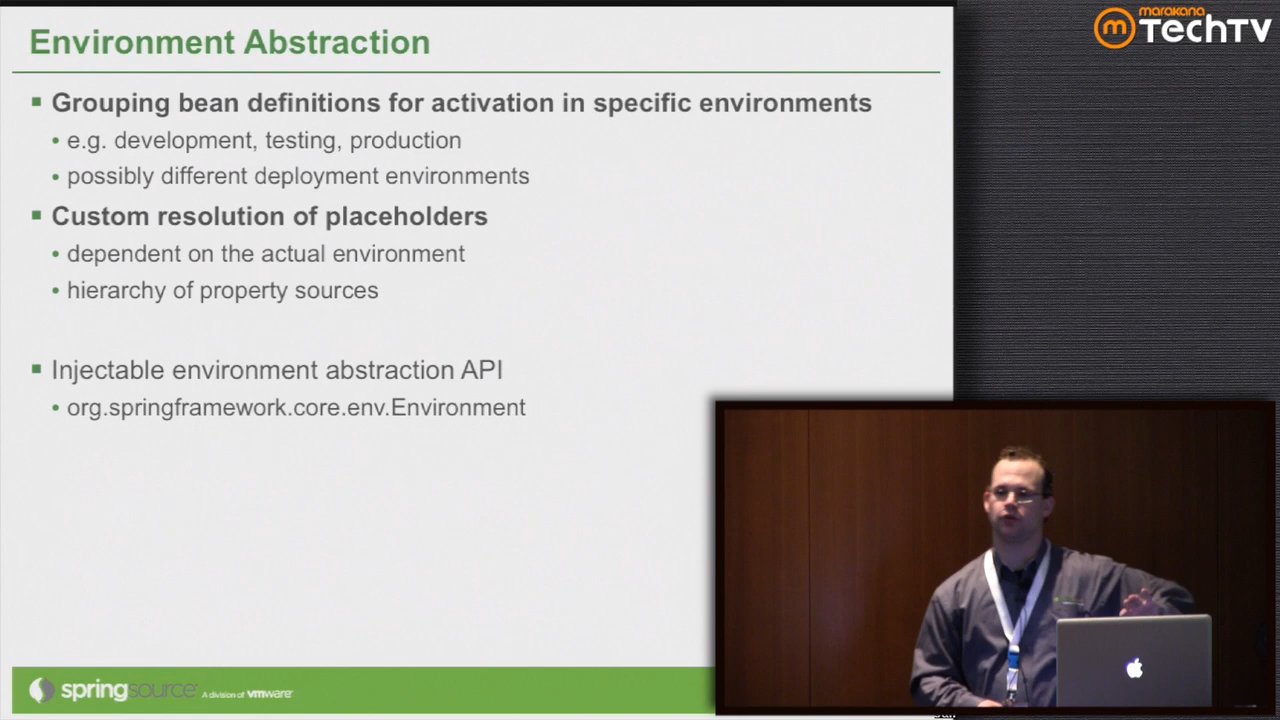 Environment Abstraction
marakana
m TechTV
Grouping bean definitions for activation in specific environments
e.g. development, testing, production
possibly different deployment environments
Custom resolution of placeholders
dependent on the actual environment
hierarchy of property sources
Injectable environment abstraction API
org.springframework.core.env.Environment
springsource A division of vmware